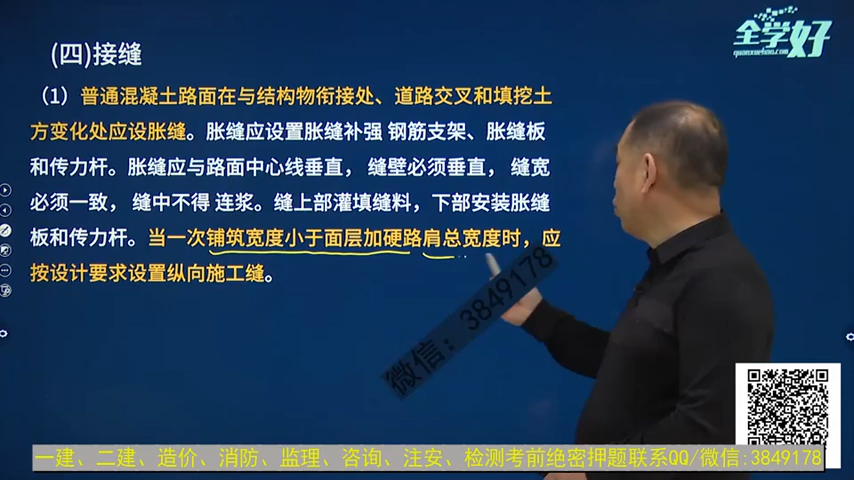 全学好
quanxuehao.com
(四)接缝
（1）普通混凝土路面在与结构物衔接处、道路交叉和填挖土
方变化处应设胀缝。胀缝应设置胀缝补强 钢筋支架、胀缝板
和传力杆。胀缝应与路面中心线垂直， 缝壁必须垂直， 缝宽
必须一致， 缝中不得 连浆。缝上部灌填缝料，下部安装胀缝
板和传力杆。当一次铺筑宽度小于面层加硬路肩总宽度时，应
按设计要求设置纵向施工缝。
微信：3849178
一建、二建、造价、消防、监理、咨询、注安、检测考前绝密押题联系QQ/微信:3849178